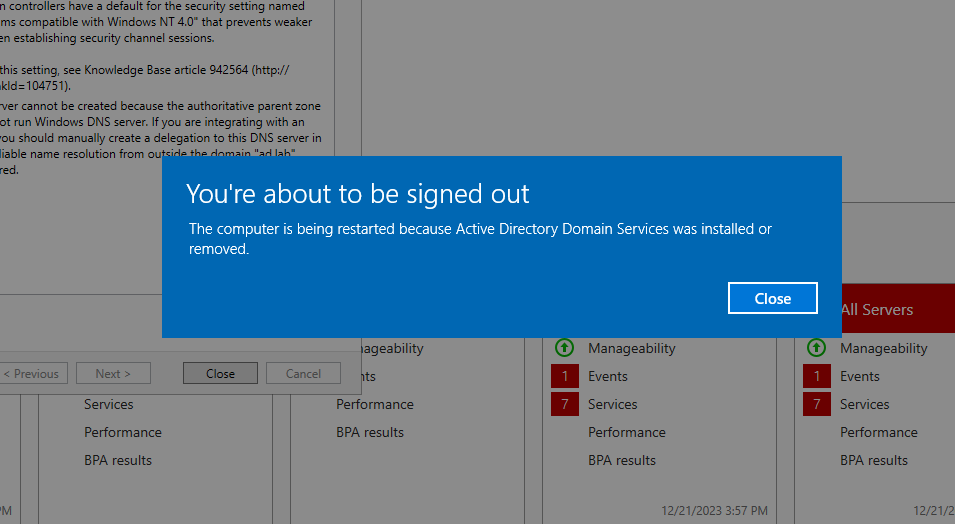 n controllers have a default for the security setting named
ms compatible with Windows NT 4.0" that prevents weaker
en establishing security channel sessions.
this setting, see Knowledge Base article 942564 (http://
nkId=104751).
rver cannot be created because the authoritative parent zone
ot run Windows DNS server. If you are integrating with an
you should manually create a delegation to this DNS server in
liable name resolution from outside the domain "ad.lab"
red.
You're about to be signed out
The computer is being restarted because Active Directory Domain Services was installed or
removed.
Close
All Servers
< Previous
Next >
Close
Cancel
Services
Performance
BPA results
PM
nageability
nts
Performance
BPA results
Manageability
1 Events
7 Services
Performance
BPA results
12/21/2023 3:57 PM
Manageability
1 Events
7 Services
Performance
BPA results
12/21/2